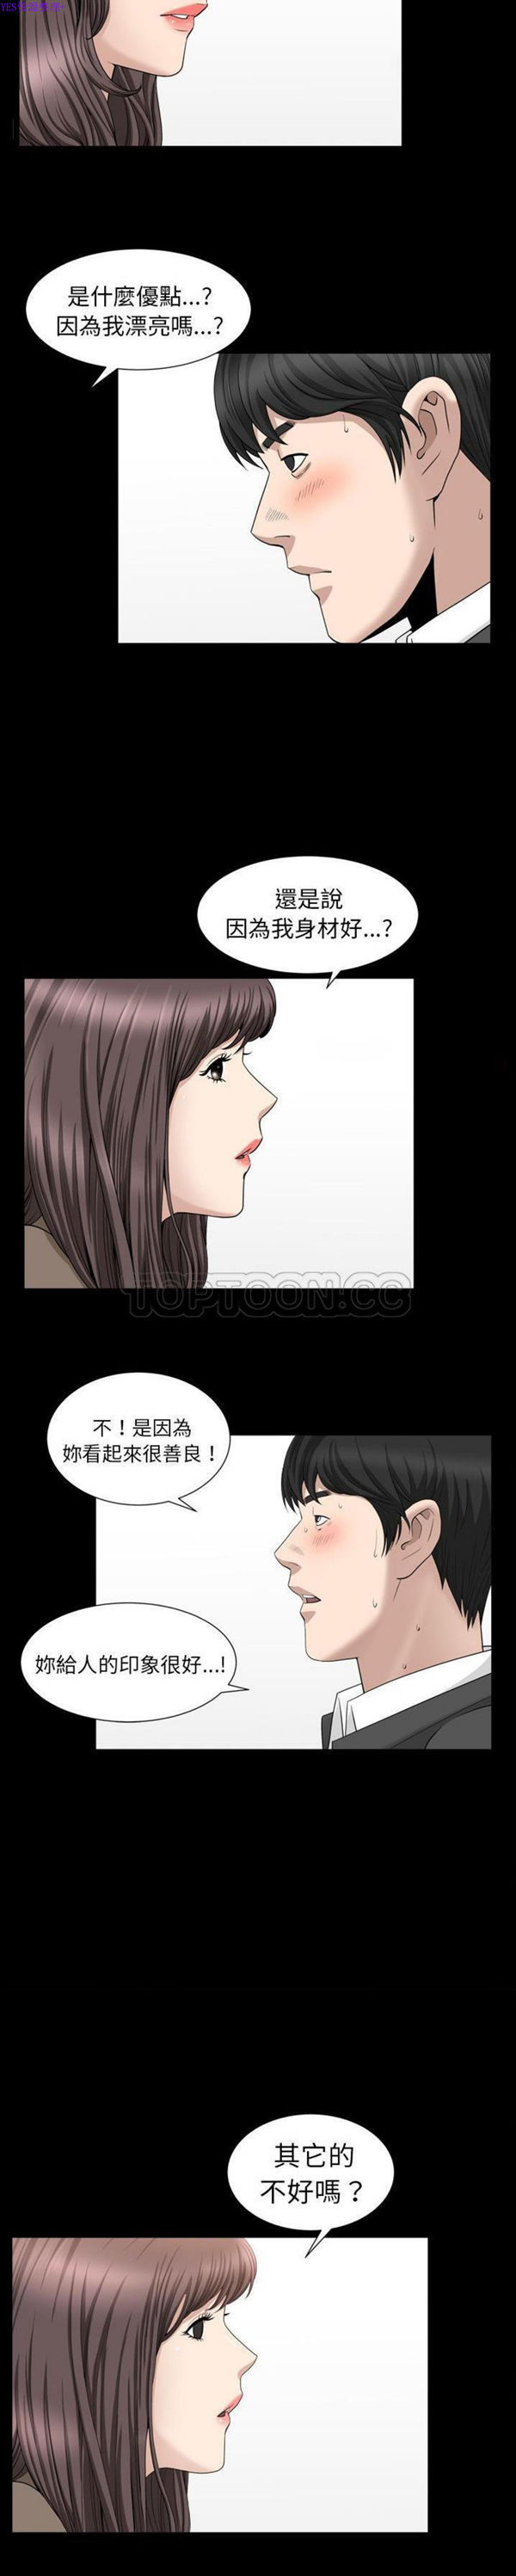 是什麼優點...?
因為我漂亮嗎...?
還是說
因為我身材好...?
TOPTOON.CC
不！是因為
妳看起來很善良！
妳給人的印象很好...!
其它的
不好嗎？